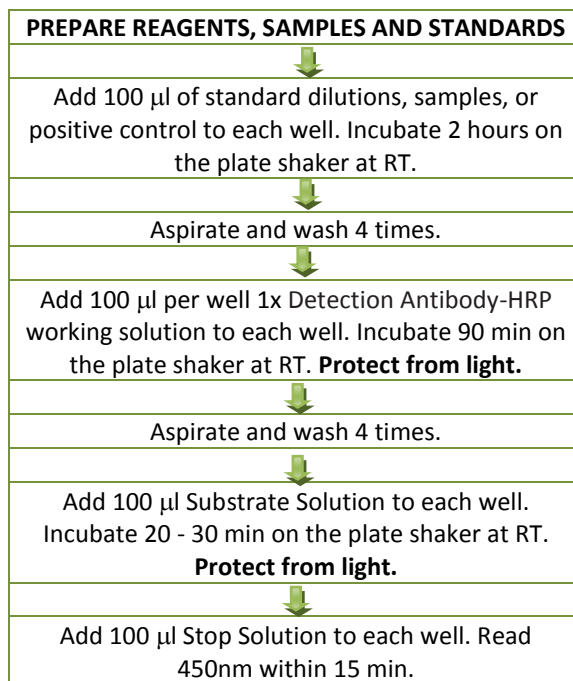 PREPARE REAGENTS, SAMPLES AND STANDARDS
Add 100 μl of standard dilutions, samples, or
positive control to each well. Incubate 2 hours on
the plate shaker at RT.
Aspirate and wash 4 times.
Add 100 μl per well 1x Detection Antibody-HRP
working solution to each well. Incubate 90 min on
the plate shaker at RT. Protect from light.
Aspirate and wash 4 times.
Add 100 μl Substrate Solution to each well.
Incubate 20 - 30 min on the plate shaker at RT.
Protect from light.
Add 100 μl Stop Solution to each well. Read
450nm within 15 min.